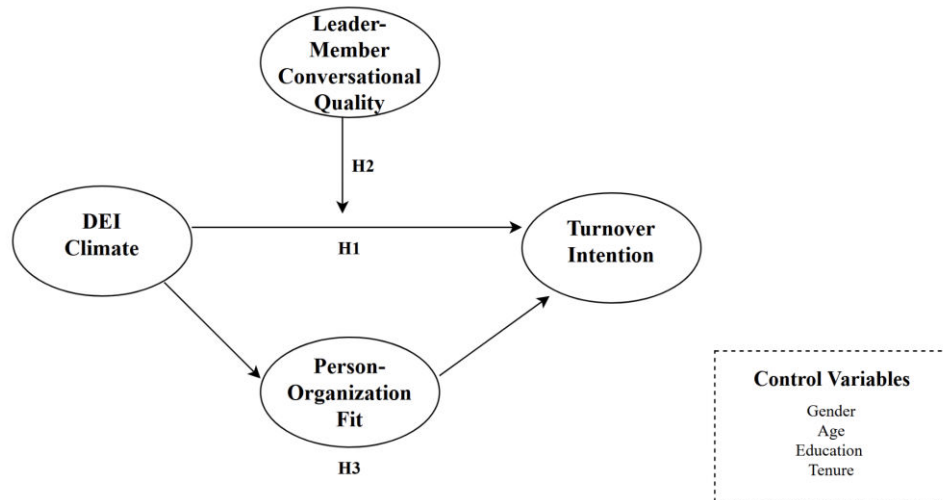 Leader-
Member
Conversational
Quality
H2
DEI
Climate
H1
Turnover
Intention
Person-
Organization
Fit
H3
Control Variables
Gender
Age
Education
Tenure